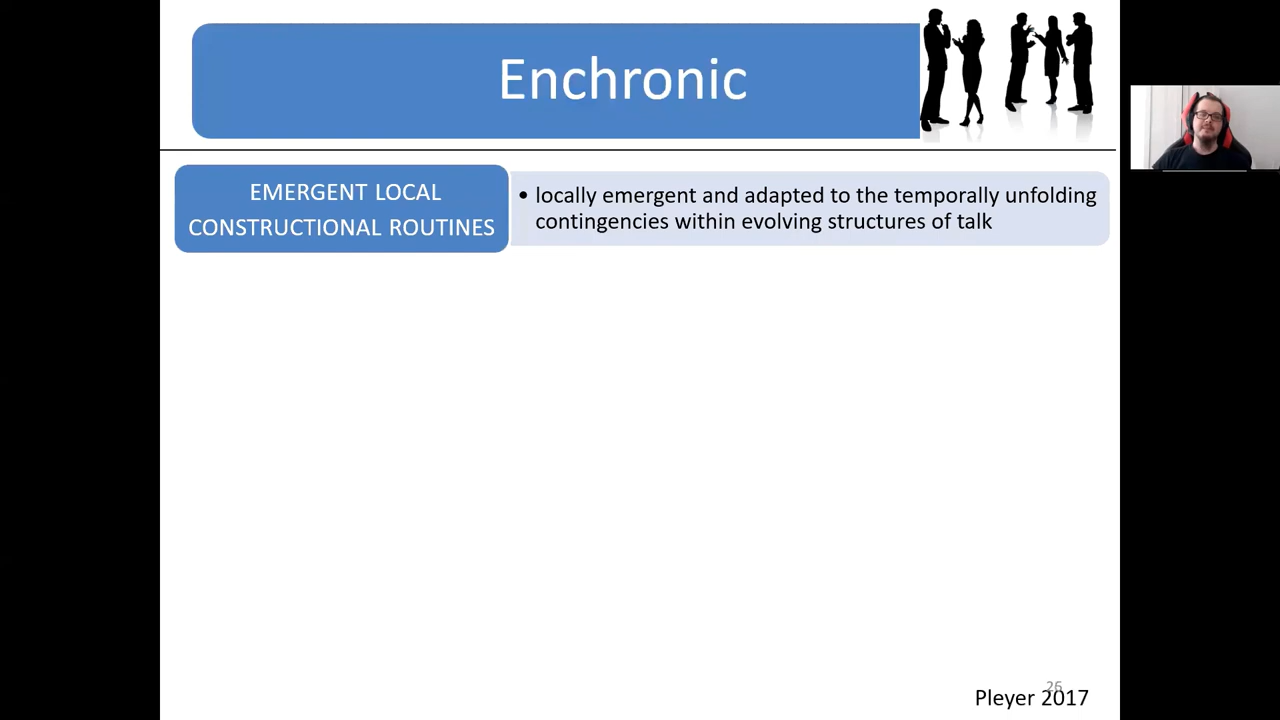 Enchronic
EMERGENT LOCAL
CONSTRUCTIONAL ROUTINES
• locally emergent and adapted to the temporally unfolding
contingencies within evolving structures of talk
26
Pleyer 2017